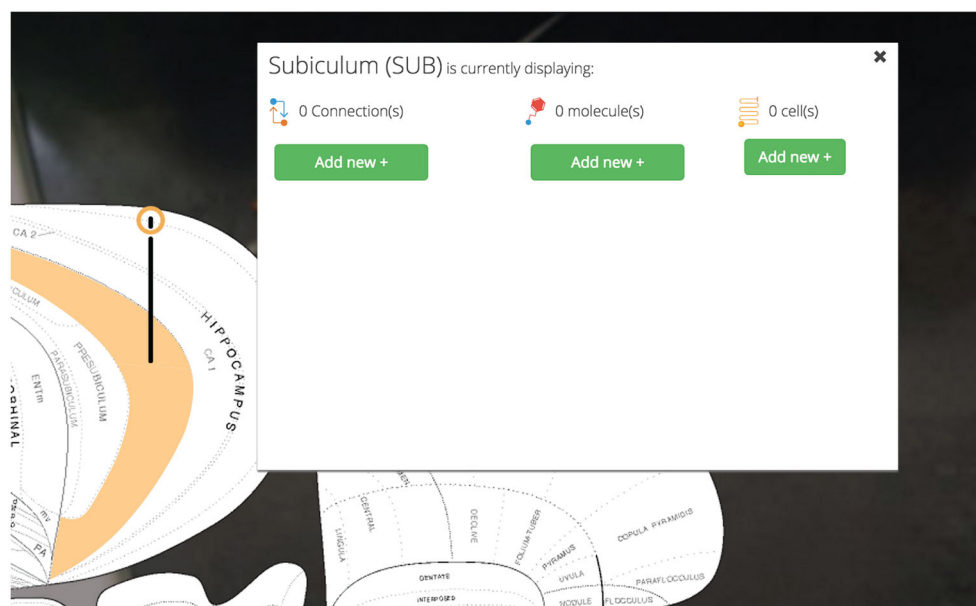 Subiculum (SUB) is currently displaying:
0 Connection(s)
0 molecule(s)
0 cell(s)
Add new +
Add new +
Add new +
CA 2
HIPPOCAMPUS
CA 1
PRESUBICULUM
PARASUBICULUM
ENTm
mv
PA
CENTRAL
LINGULA
DECLIVE
FOLIUM-TUBER
PYRAMUS
COPULA PYRAMIDIS
UVULA
PARAFLOCCULUS
DENTATE
INTERPOSED
NODULE
FLOCCULUS